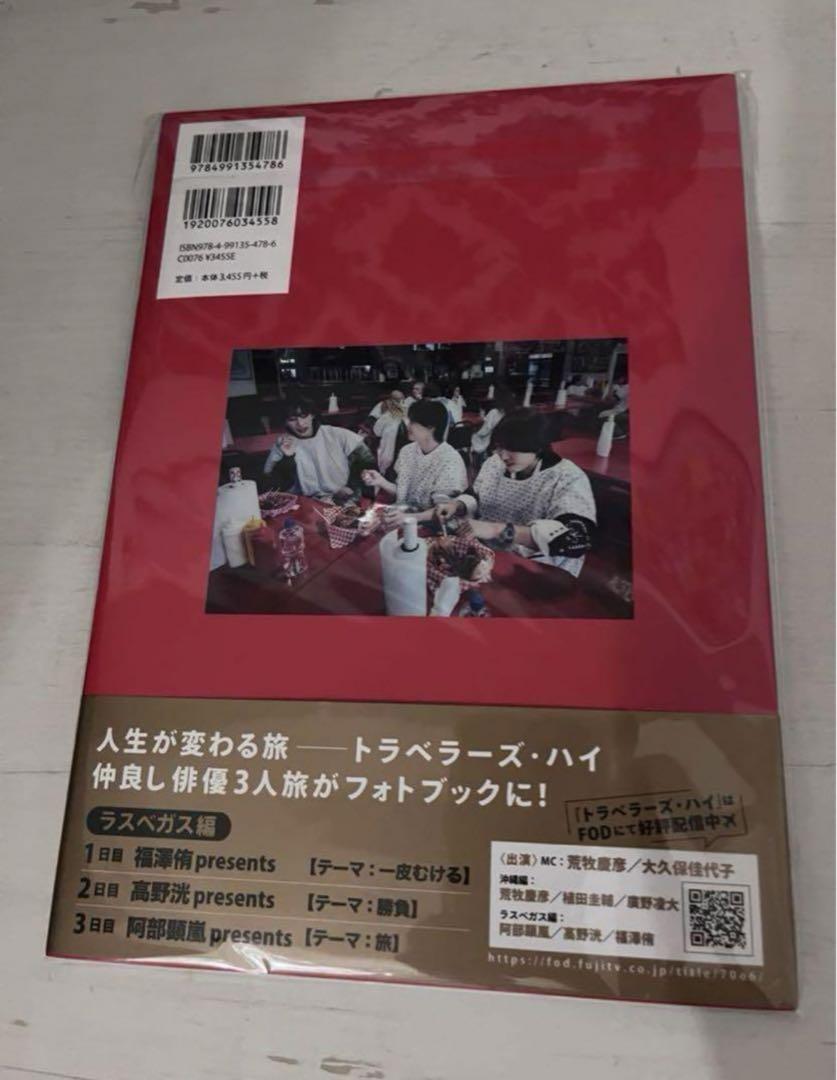 9784991354786
1920076034558
ISBN978-4-99135-478-6
C0076 ¥3455E
定価：本体3,455円+税
人生が変わる旅 ── トラベラーズ・ハイ
仲良し俳優3人旅がフォトブックに!
ラスベガス編
1日目 福澤侑presents 【テーマ：一皮むける】
2日目 高野洸presents 【テーマ：勝負】
3日目 阿部顕嵐presents 【テーマ：旅】
『トラベラーズ・ハイ』は
FODにて好評配信中
〈出演〉MC：荒牧慶彦／大久保佳代子
沖縄編：
荒牧慶彦／植田圭輔／廣野凌大
ラスベガス編：
阿部顕嵐／高野洸／福澤侑
https://fod.fujitv.co.jp/title/70o6/